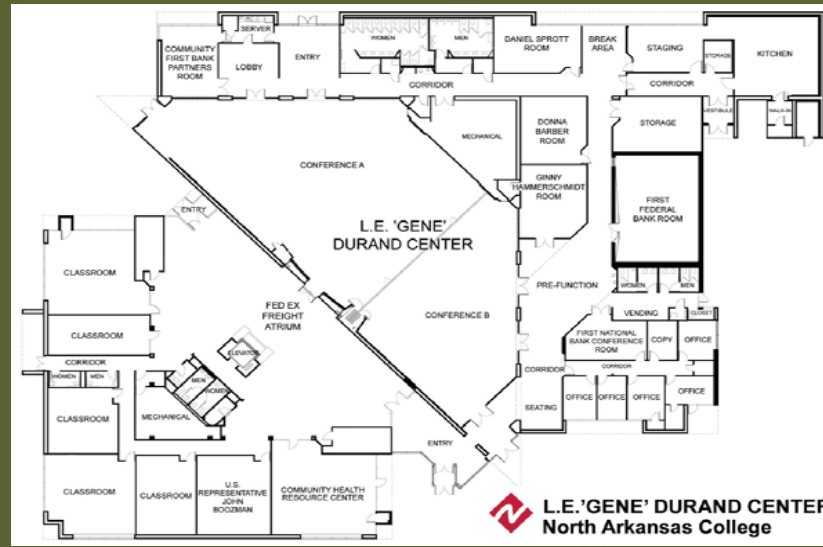 SERVER
COMMUNITY
FIRST BANK
PARTNERS
ROOM
LOBBY
ENTRY
WOMEN
MEN
DANIEL SPROTT
ROOM
BREAK
AREA
STAGING
STORAGE
KITCHEN
CORRIDOR
CORRIDOR
VESTIBULE
WALK-IN
CONFERENCE A
MECHANICAL
DONNA
BARBER
ROOM
STORAGE
GINNY
HAMMERSCHMIDT
ROOM
FIRST
FEDERAL
BANK ROOM
ENTRY
L.E. 'GENE'
DURAND CENTER
CLASSROOM
FED EX
FREIGHT
ATRIUM
PRE-FUNCTION
WOMEN
MEN
CONFERENCE B
VENDING
CLOSET
CLASSROOM
FIRST NATIONAL
BANK CONFERENCE
ROOM
COPY
OFFICE
ELEVATOR
CORRIDOR
CORRIDOR
CORRIDOR
WOMEN
MEN
MEN
WOMEN
OFFICE
OFFICE
OFFICE
OFFICE
SEATING
CLASSROOM
MECHANICAL
ENTRY
CLASSROOM
CLASSROOM
U.S.
REPRESENTATIVE
JOHN
BOOZMAN
COMMUNITY HEALTH
RESOURCE CENTER
L.E.'GENE' DURAND CENTER
North Arkansas College